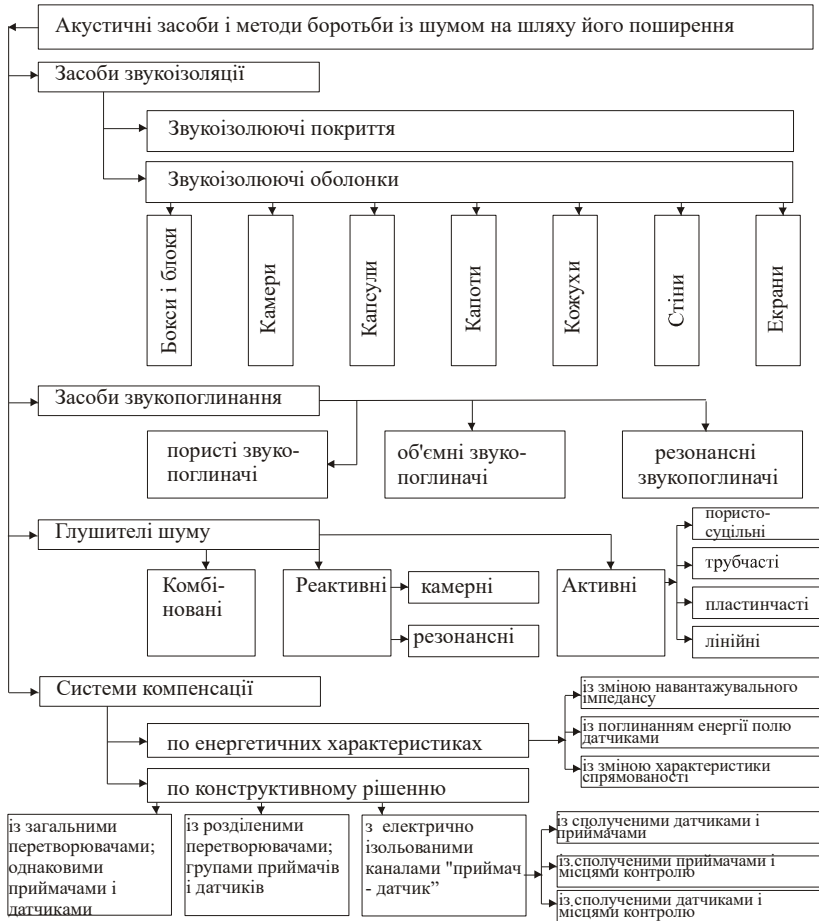 Акустичні засоби і методи боротьби із шумом на шляху його поширення
Засоби звукоізоляції
Звукоізолюючі покриття
Звукоізолюючі оболонки
Бокси і блоки
Камери
Капсули
Капоти
Кожухи
Стіни
Екрани
Засоби звукопоглинання
пористі звуко-
поглиначі
об'ємні звуко-
поглиначі
резонансні
звукопоглиначі
Глушителі шуму
Комбі-
новані
Реактивні
камерні
резонансні
Активні
пористо-
суцільні
трубчасті
пластинчасті
лінійні
Системи компенсації
по енергетичних характеристиках
із зміною навантажувального
імпедансу
із поглинанням енергії полю
датчиками
із зміною характеристики
спрямованості
по конструктивному рішенню
із загальними
перетворювачами;
однаковими
приймачами і
датчиками
із розділеними
перетворювачами;
групами приймачів
і датчиків
з електрично
ізольованими
каналами "приймач
- датчик”
із сполученими датчиками і
приймачами
із сполученими приймачами і
місцями контролю
із сполученими датчиками і
місцями контролю